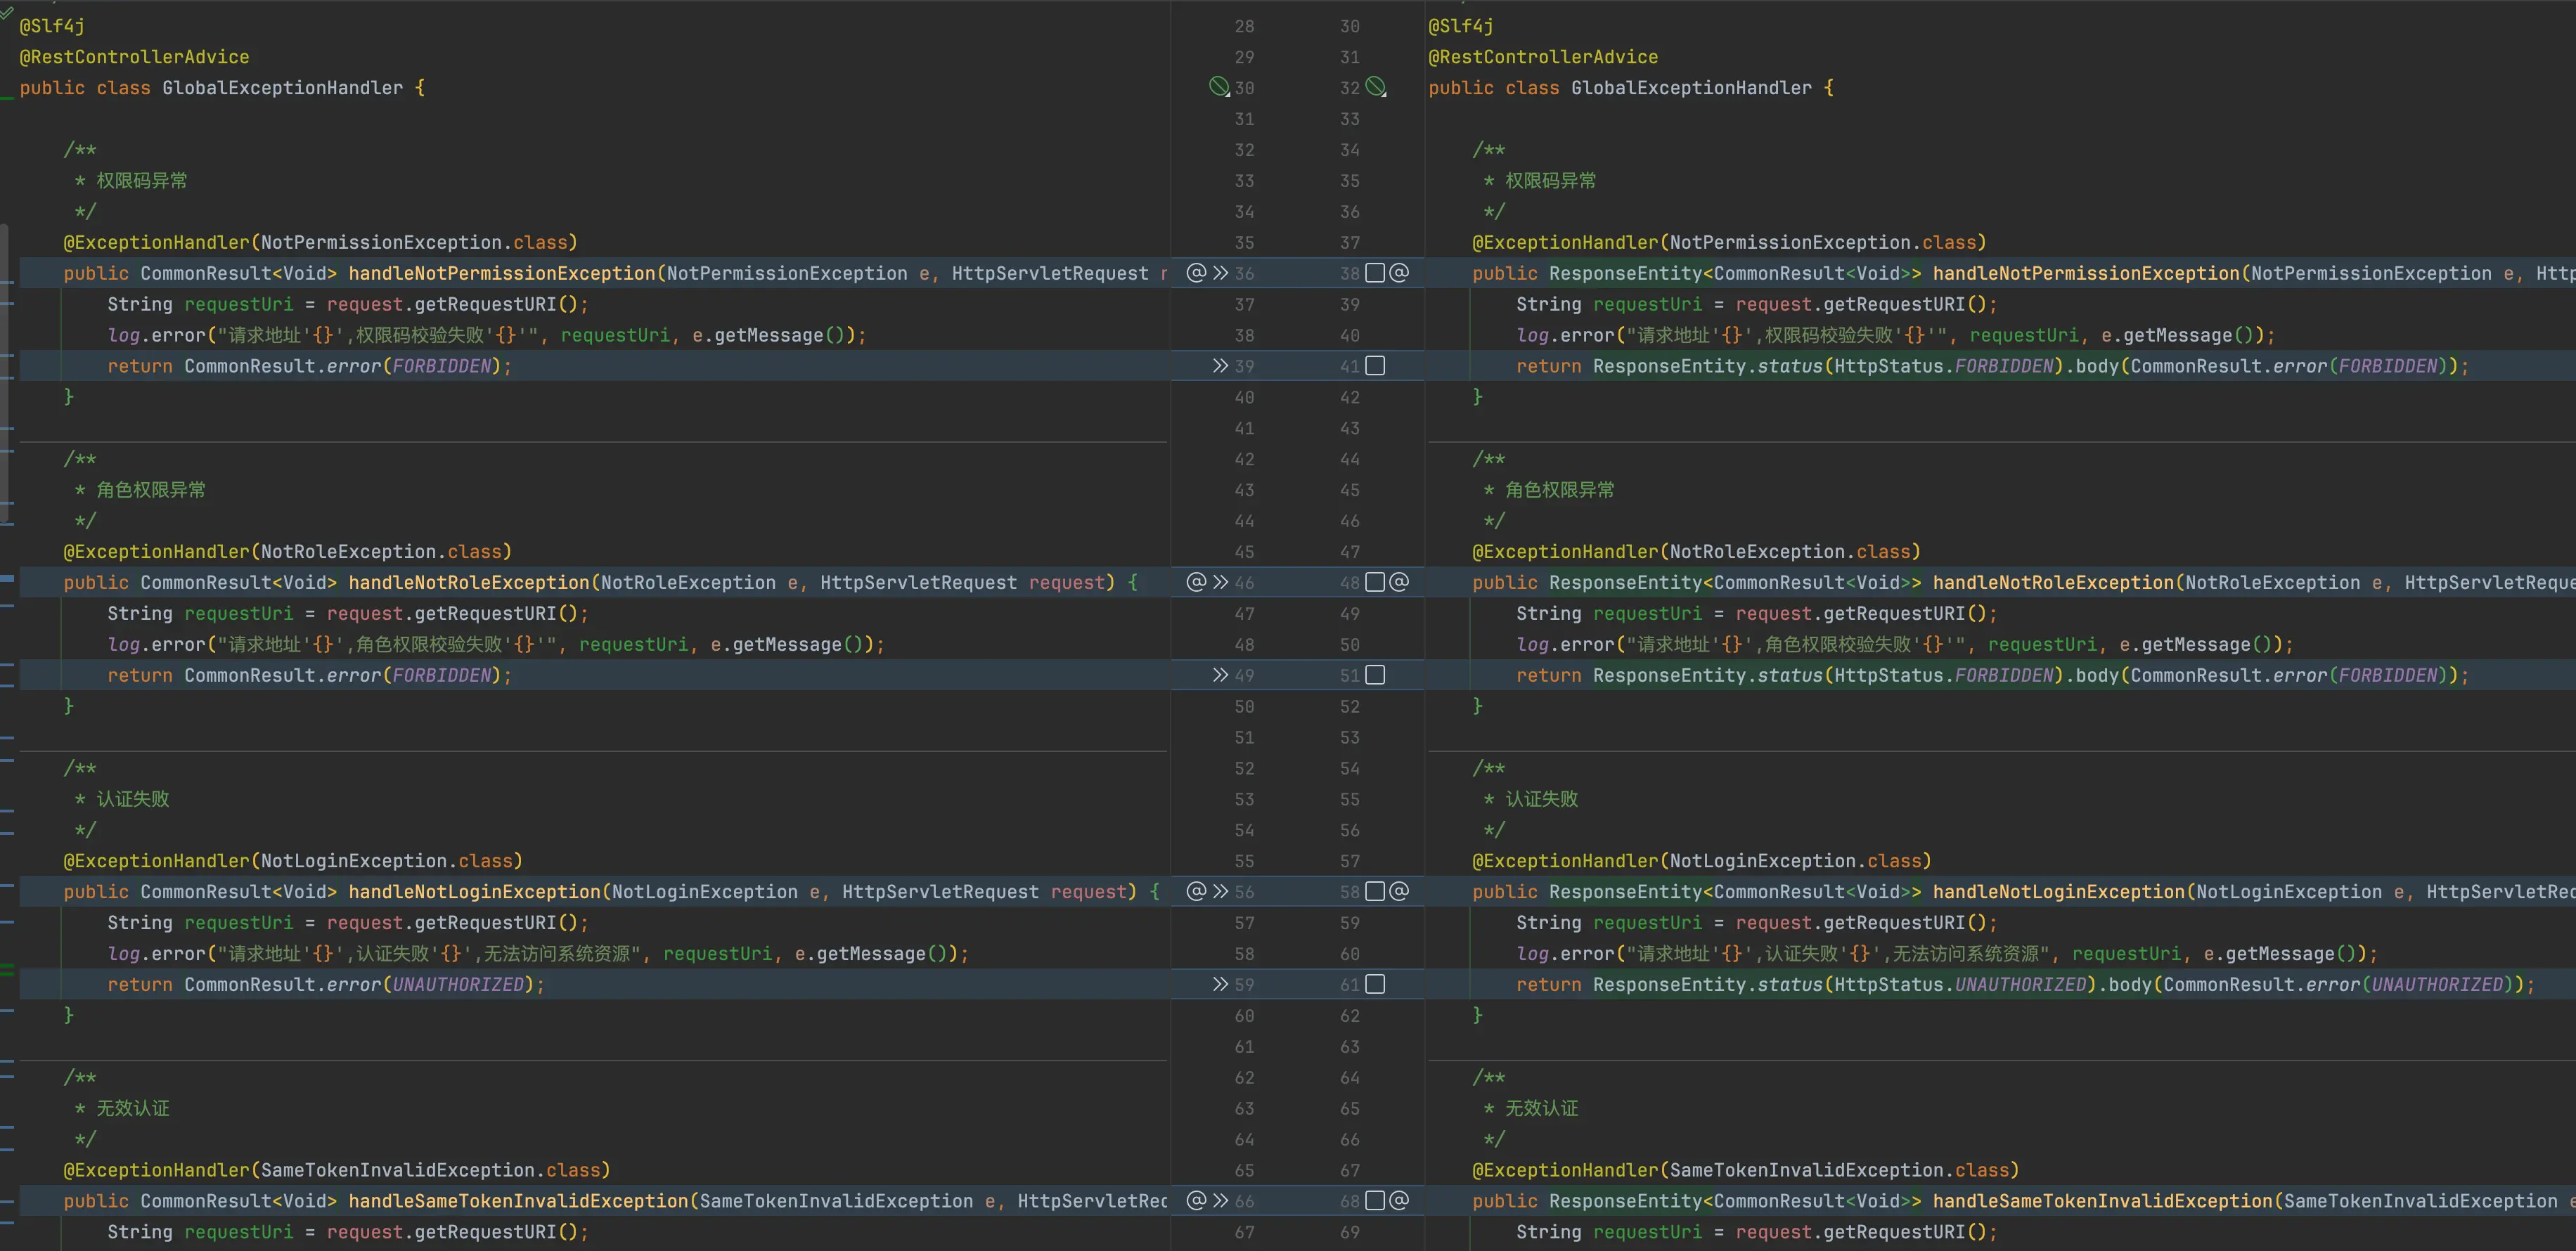 @Slf4j
@RestControllerAdvice
public class GlobalExceptionHandler {
/**
* 权限码异常
*/
@ExceptionHandler(NotPermissionException.class)
public CommonResult<Void> handleNotPermissionException(NotPermissionException e, HttpServletRequest r
String requestUri = request.getRequestURI();
log.error("请求地址'{}',权限码校验失败'{}'", requestUri, e.getMessage());
return CommonResult.error(FORBIDDEN);
}
/**
* 角色权限异常
*/
@ExceptionHandler(NotRoleException.class)
public CommonResult<Void> handleNotRoleException(NotRoleException e, HttpServletRequest request) {
String requestUri = request.getRequestURI();
log.error("请求地址'{}',角色权限校验失败'{}'", requestUri, e.getMessage());
return CommonResult.error(FORBIDDEN);
}
/**
* 认证失败
*/
@ExceptionHandler(NotLoginException.class)
public CommonResult<Void> handleNotLoginException(NotLoginException e, HttpServletRequest request) {
String requestUri = request.getRequestURI();
log.error("请求地址'{}',认证失败'{}',无法访问系统资源", requestUri, e.getMessage());
return CommonResult.error(UNAUTHORIZED);
}
/**
* 无效认证
*/
@ExceptionHandler(SameTokenInvalidException.class)
public CommonResult<Void> handleSameTokenInvalidException(SameTokenInvalidException e, HttpServletRec
String requestUri = request.getRequestURI();
28 30
29 31
30 32
31 33
32 34
33 35
34 36
35 37
@ >> 36 38 @
37 39
38 40
>> 39 41
40 42
41 43
42 44
43 45
44 46
45 47
@ >> 46 48 @
47 49
48 50
>> 49 51
50 52
51 53
52 54
53 55
54 56
55 57
@ >> 56 58 @
57 59
58 60
>> 59 61
60 62
61 63
62 64
63 65
64 66
65 67
@ >> 66 68 @
67 69
@Slf4j
@RestControllerAdvice
public class GlobalExceptionHandler {
/**
* 权限码异常
*/
@ExceptionHandler(NotPermissionException.class)
public ResponseEntity<CommonResult<Void>> handleNotPermissionException(NotPermissionException e, Http
String requestUri = request.getRequestURI();
log.error("请求地址'{}',权限码校验失败'{}'", requestUri, e.getMessage());
return ResponseEntity.status(HttpStatus.FORBIDDEN).body(CommonResult.error(FORBIDDEN));
}
/**
* 角色权限异常
*/
@ExceptionHandler(NotRoleException.class)
public ResponseEntity<CommonResult<Void>> handleNotRoleException(NotRoleException e, HttpServletReque
String requestUri = request.getRequestURI();
log.error("请求地址'{}',角色权限校验失败'{}'", requestUri, e.getMessage());
return ResponseEntity.status(HttpStatus.FORBIDDEN).body(CommonResult.error(FORBIDDEN));
}
/**
* 认证失败
*/
@ExceptionHandler(NotLoginException.class)
public ResponseEntity<CommonResult<Void>> handleNotLoginException(NotLoginException e, HttpServletReq
String requestUri = request.getRequestURI();
log.error("请求地址'{}',认证失败'{}',无法访问系统资源", requestUri, e.getMessage());
return ResponseEntity.status(HttpStatus.UNAUTHORIZED).body(CommonResult.error(UNAUTHORIZED));
}
/**
* 无效认证
*/
@ExceptionHandler(SameTokenInvalidException.class)
public ResponseEntity<CommonResult<Void>> handleSameTokenInvalidException(SameTokenInvalidException e
String requestUri = request.getRequestURI();